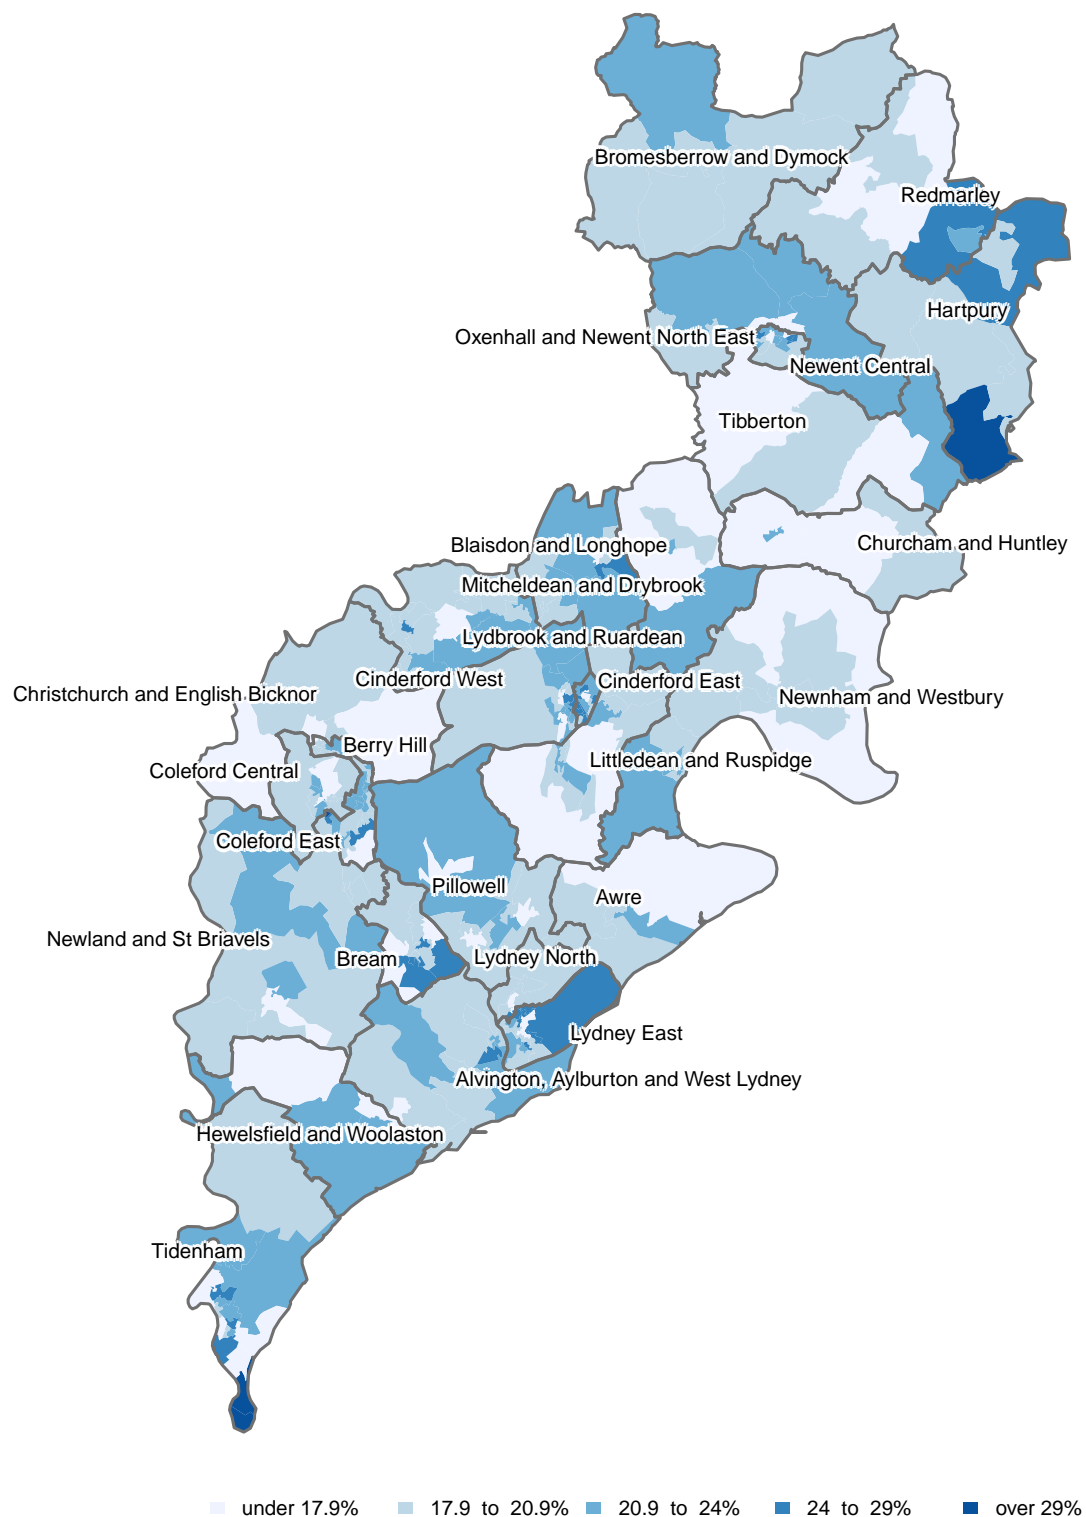 Bromesberrow and Dymock
Redmarley
Hartpury
Oxenhall and Newent North East
Newent Central
Tibberton
Blaisdon and Longhope
Churcham and Huntley
Mitcheldean and Drybrook
Lydbrook and Ruardean
Cinderford West
Cinderford East
Christchurch and English Bicknor
Newnham and Westbury
Berry Hill
Littledean and Ruspidge
Coleford Central
Coleford East
Pillowell
Awre
Newland and St Briavels
Bream
Lydney North
Lydney East
Alvington, Aylburton and West Lydney
Hewelsfield and Woolaston
Tidenham
under 17.9% 17.9 to 20.9% 20.9 to 24% 24 to 29% over 29%